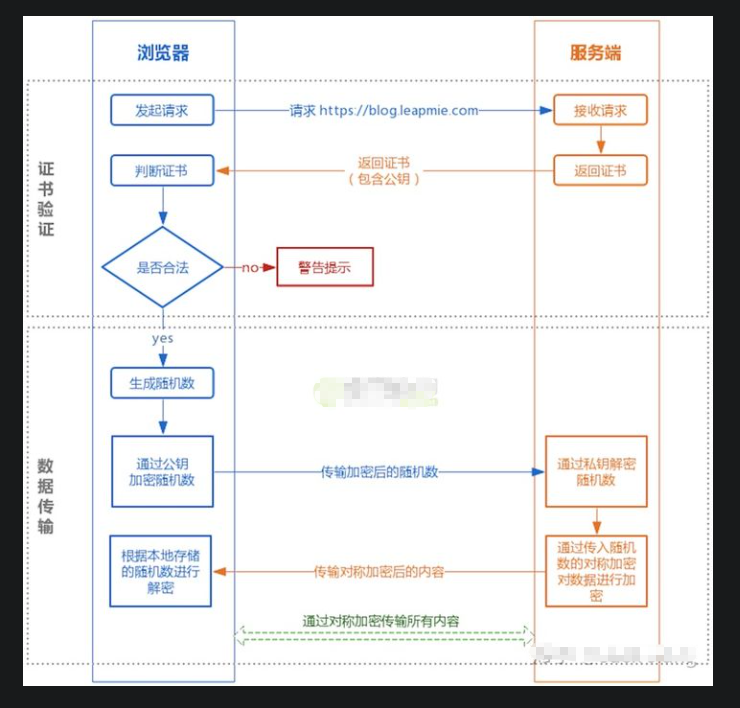 浏览器
服务端
证书验证
发起请求
请求 https://blog.leapmie.com
接收请求
判断证书
返回证书
（包含公钥）
返回证书
是否合法
no
警告提示
yes
数据传输
生成随机数
通过公钥
加密随机数
传输加密后的随机数
通过私钥解密
随机数
根据本地存储
的随机数进行
解密
传输对称加密后的内容
通过传入随机
数的对称加密
对数据进行加
密
通过对称加密传输所有内容